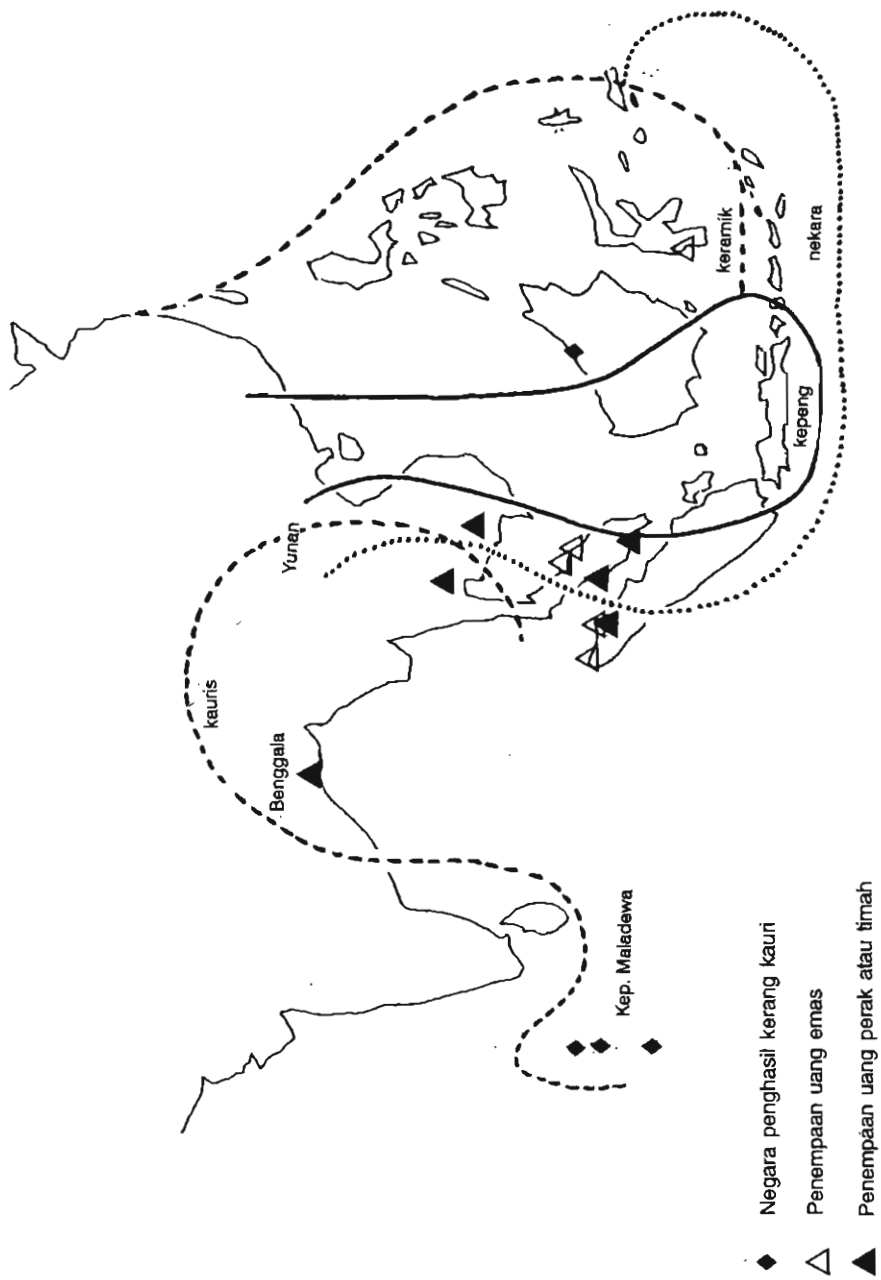 Yunan
kauris
Benggala
Kep. Maladewa
keramik
nekara
kepeng
Negara penghasil kerang kauri
Penempaan uang emas
Penempaan uang perak atau timah